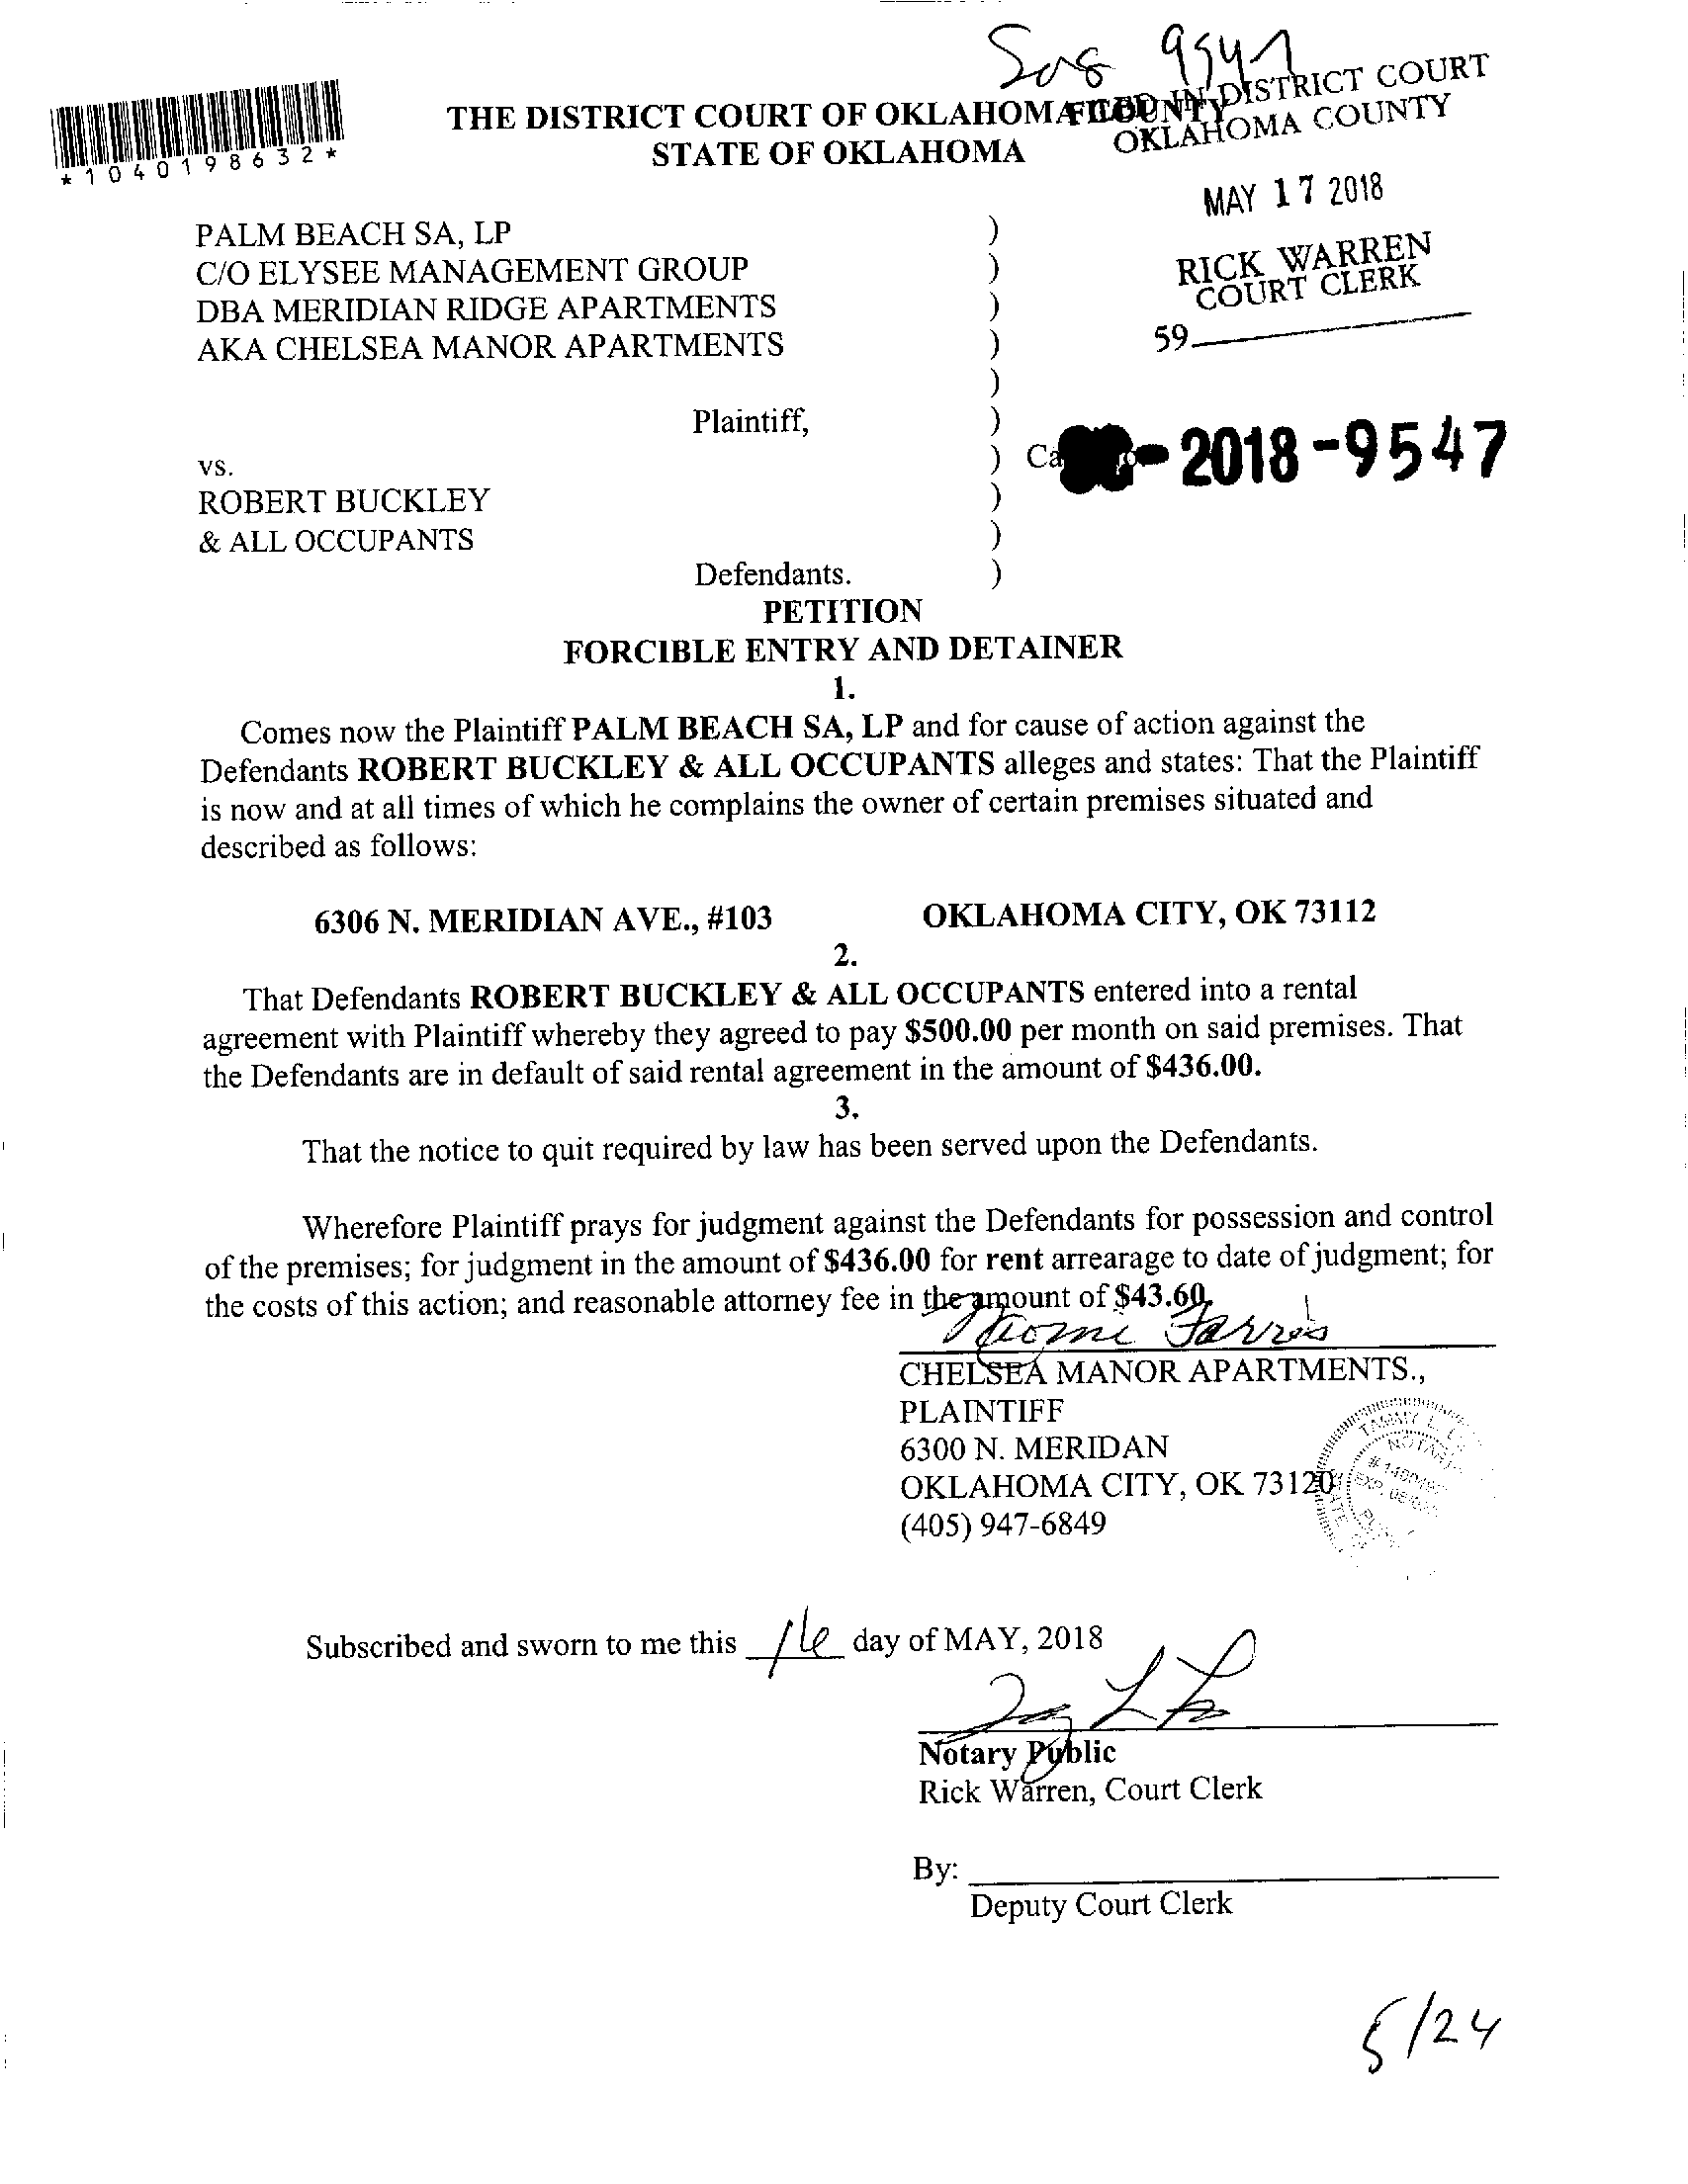 9547
THE DISTRICT COURT OF OKLAHOMA COUNTY
STATE OF OKLAHOMA
FILED IN DISTRICT COURT
OKLAHOMA COUNTY
*1040198632*
MAY 17 2018
RICK WARREN
COURT CLERK
59
PALM BEACH SA, LP )
C/O ELYSEE MANAGEMENT GROUP )
DBA MERIDIAN RIDGE APARTMENTS )
AKA CHELSEA MANOR APARTMENTS )
)
Plaintiff, )
) - 2018 - 9547
vs.
ROBERT BUCKLEY )
& ALL OCCUPANTS )
Defendants. )
PETITION
FORCIBLE ENTRY AND DETAINER
1.
Comes now the Plaintiff PALM BEACH SA, LP and for cause of action against the
Defendants ROBERT BUCKLEY & ALL OCCUPANTS alleges and states: That the Plaintiff
is now and at all times of which he complains the owner of certain premises situated and
described as follows:
6306 N. MERIDIAN AVE., #103 OKLAHOMA CITY, OK 73112
2.
That Defendants ROBERT BUCKLEY & ALL OCCUPANTS entered into a rental
agreement with Plaintiff whereby they agreed to pay $500.00 per month on said premises. That
the Defendants are in default of said rental agreement in the amount of $436.00.
3.
That the notice to quit required by law has been served upon the Defendants.
Wherefore Plaintiff prays for judgment against the Defendants for possession and control
of the premises; for judgment in the amount of $436.00 for rent arrearage to date of judgment; for
the costs of this action; and reasonable attorney fee in the amount of $43.60.
CHELSEA MANOR APARTMENTS.,
PLAINTIFF
6300 N. MERIDAN
OKLAHOMA CITY, OK 73120
(405) 947-6849
TAMMY L.
NOTARY
Subscribed and sworn to me this 16 day of MAY, 2018
Notary Public
Rick Warren, Court Clerk
By:
Deputy Court Clerk
5/24